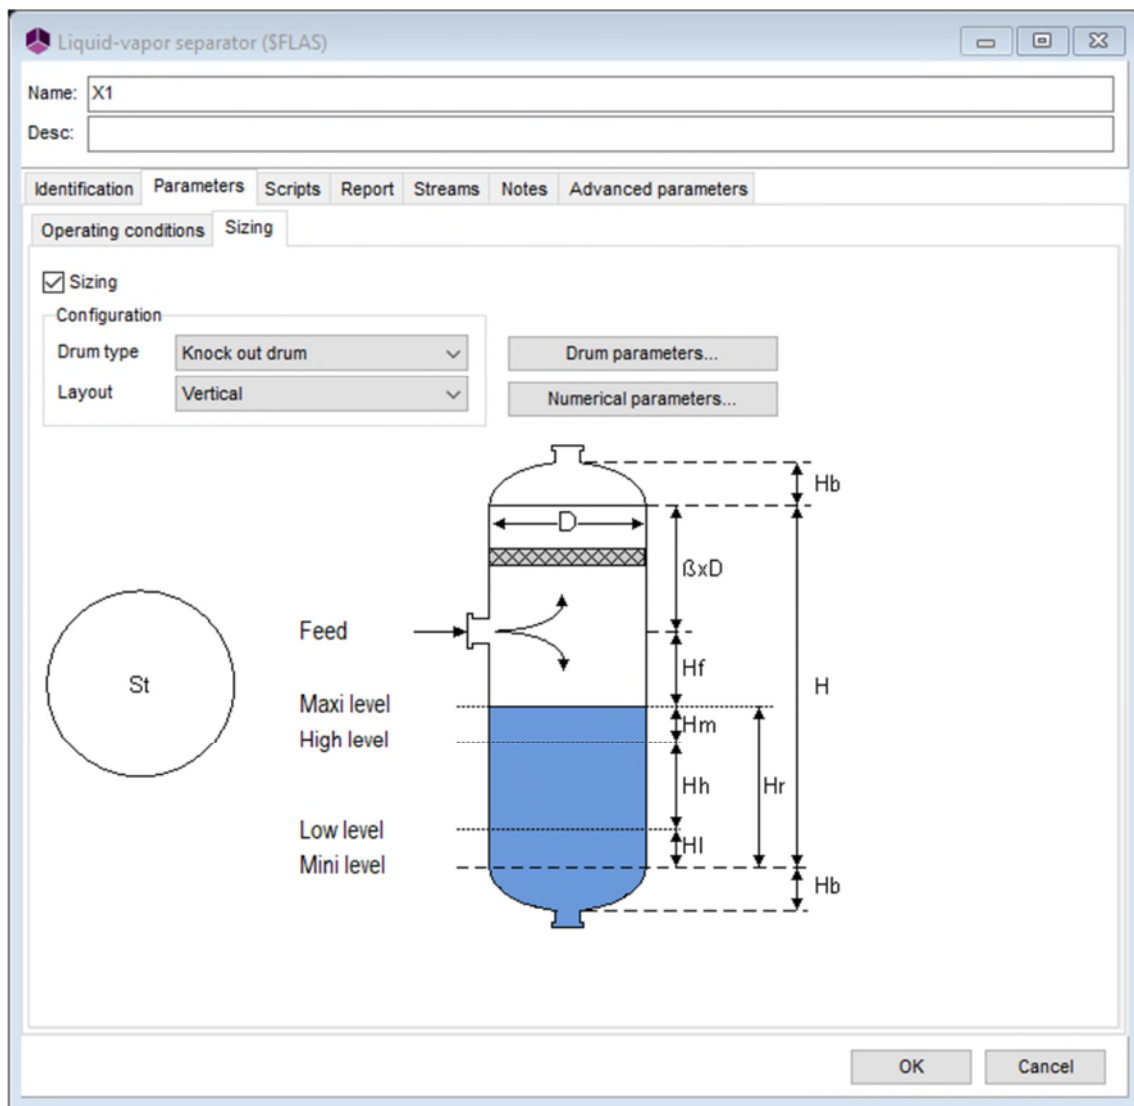 Liquid-vapor separator ($FLAS)
Name: X1
Desc:
Identification Parameters Scripts Report Streams Notes Advanced parameters
Operating conditions Sizing
Sizing
Configuration
Drum type Knock out drum Drum parameters...
Layout Vertical Numerical parameters...
Hb
D
ßxD
Feed
Hf
St
H
Maxi level
Hm
High level
Hh
Hr
Low level
Hl
Mini level
Hb
OK Cancel